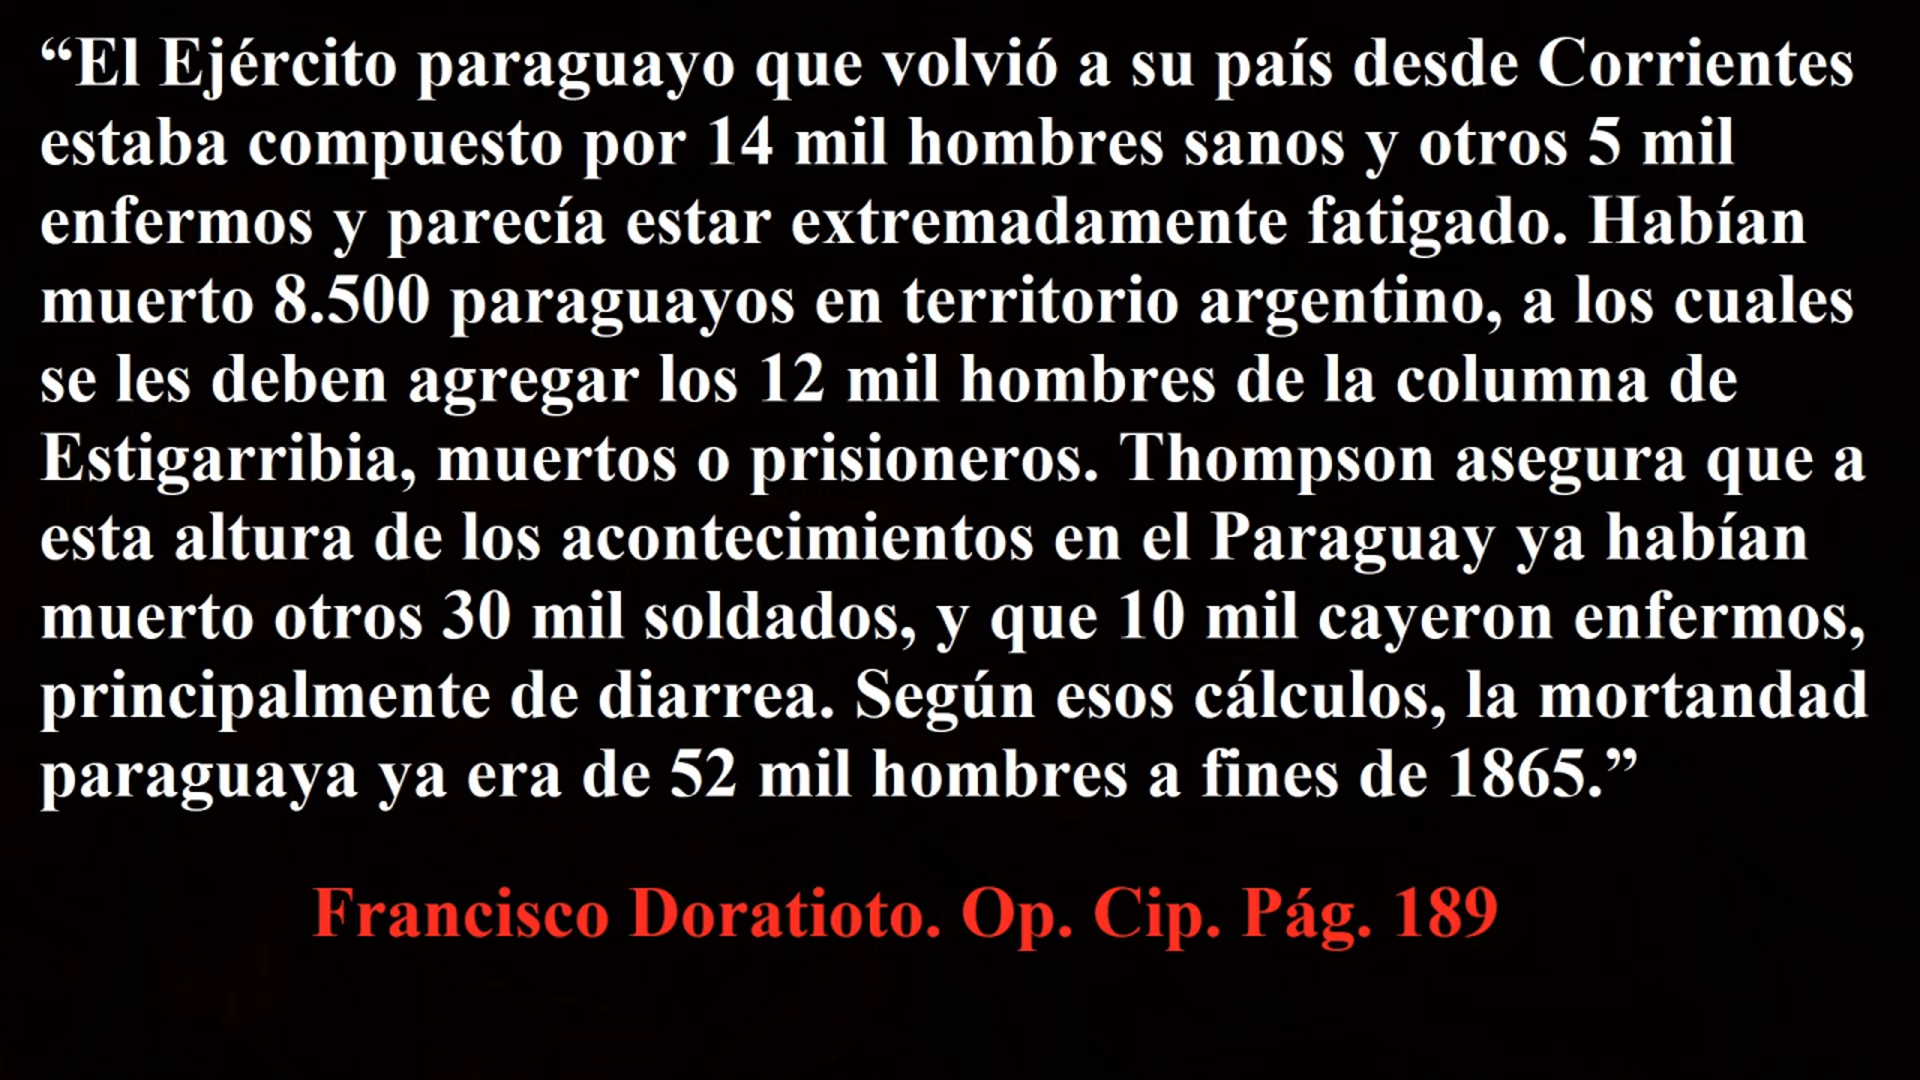 “El Ejército paraguayo que volvió a su país desde Corrientes
estaba compuesto por 14 mil hombres sanos y otros 5 mil
enfermos y parecía estar extremadamente fatigado. Habían
muerto 8.500 paraguayos en territorio argentino, a los cuales
se les deben agregar los 12 mil hombres de la columna de
Estigarribia, muertos o prisioneros. Thompson asegura que a
esta altura de los acontecimientos en el Paraguay ya habían
muerto otros 30 mil soldados, y que 10 mil cayeron enfermos,
principalmente de diarrea. Según esos cálculos, la mortandad
paraguaya ya era de 52 mil hombres a fines de 1865.”
Francisco Doratioto. Op. Cip. Pág. 189